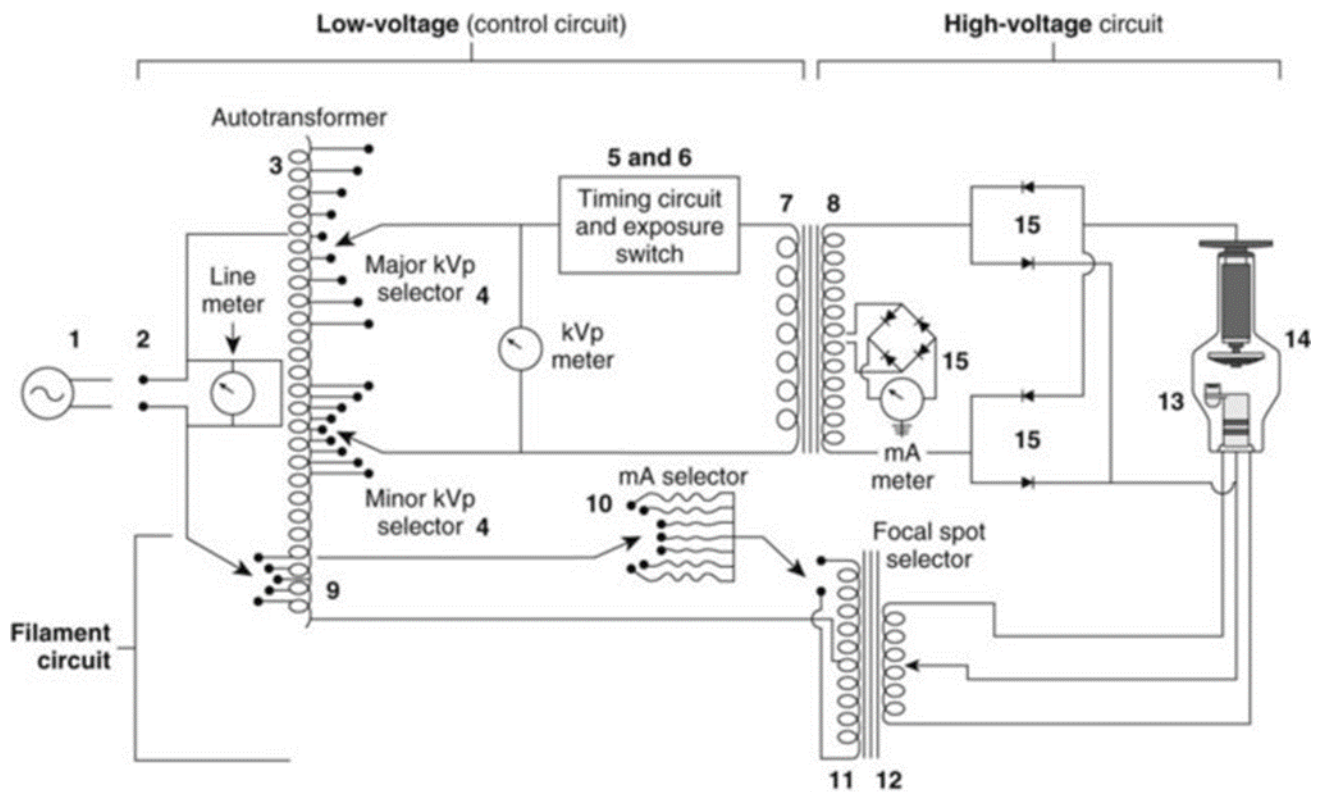 Low-voltage (control circuit)
High-voltage circuit
Autotransformer
3
5 and 6
Timing circuit
and exposure
switch
7
8
15
Major kVp
selector 4
Line
meter
1
2
kVp
meter
15
14
13
15
mA
meter
mA selector
10
Minor kVp
selector 4
Focal spot
selector
9
Filament
circuit
11
12